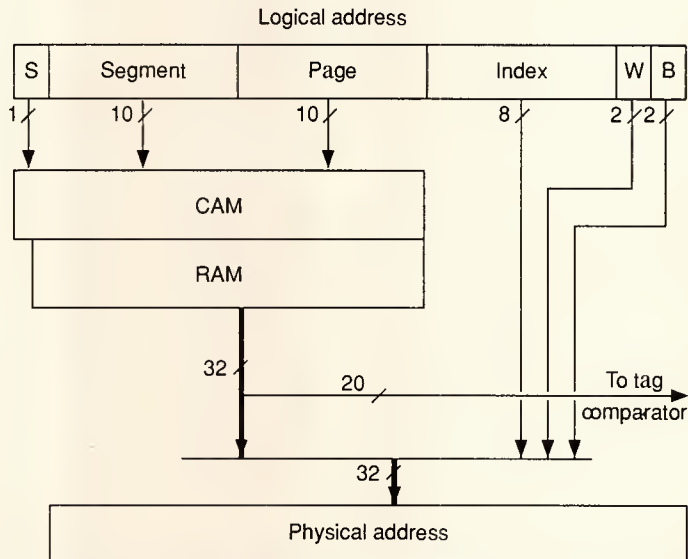 Logical address
S Segment Page Index W B
1 10 10 8 2 2
CAM
RAM
32
20
To tag
comparator
32
Physical address